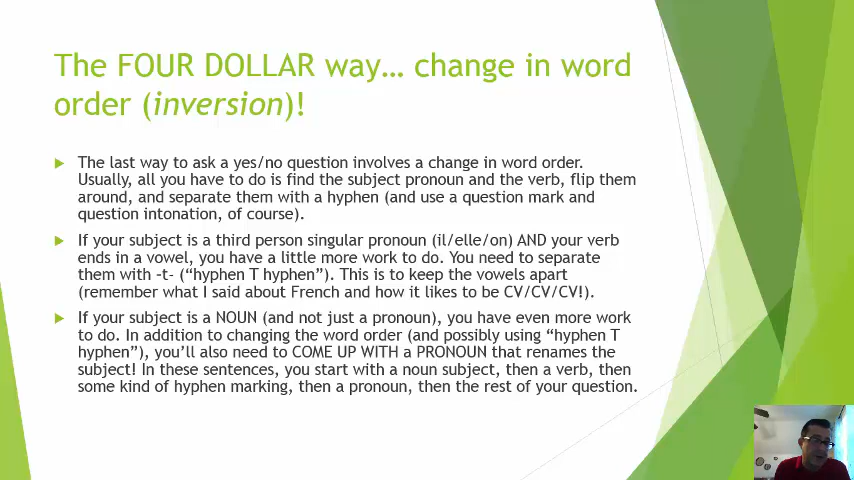 The FOUR DOLLAR way… change in word
order (inversion)!
The last way to ask a yes/no question involves a change in word order.
Usually, all you have to do is find the subject pronoun and the verb, flip them
around, and separate them with a hyphen (and use a question mark and
question intonation, of course).
If your subject is a third person singular pronoun (il/elle/on) AND your verb
ends in a vowel, you have a little more work to do. You need to separate
them with -t- (“hyphen T hyphen”). This is to keep the vowels apart
(remember what I said about French and how it likes to be CV/CV/CV!).
If your subject is a NOUN (and not just a pronoun), you have even more work
to do. In addition to changing the word order (and possibly using “hyphen T
hyphen”), you’ll also need to COME UP WITH a PRONOUN that renames the
subject! In these sentences, you start with a noun subject, then a verb, then
some kind of hyphen marking, then a pronoun, then the rest of your question.